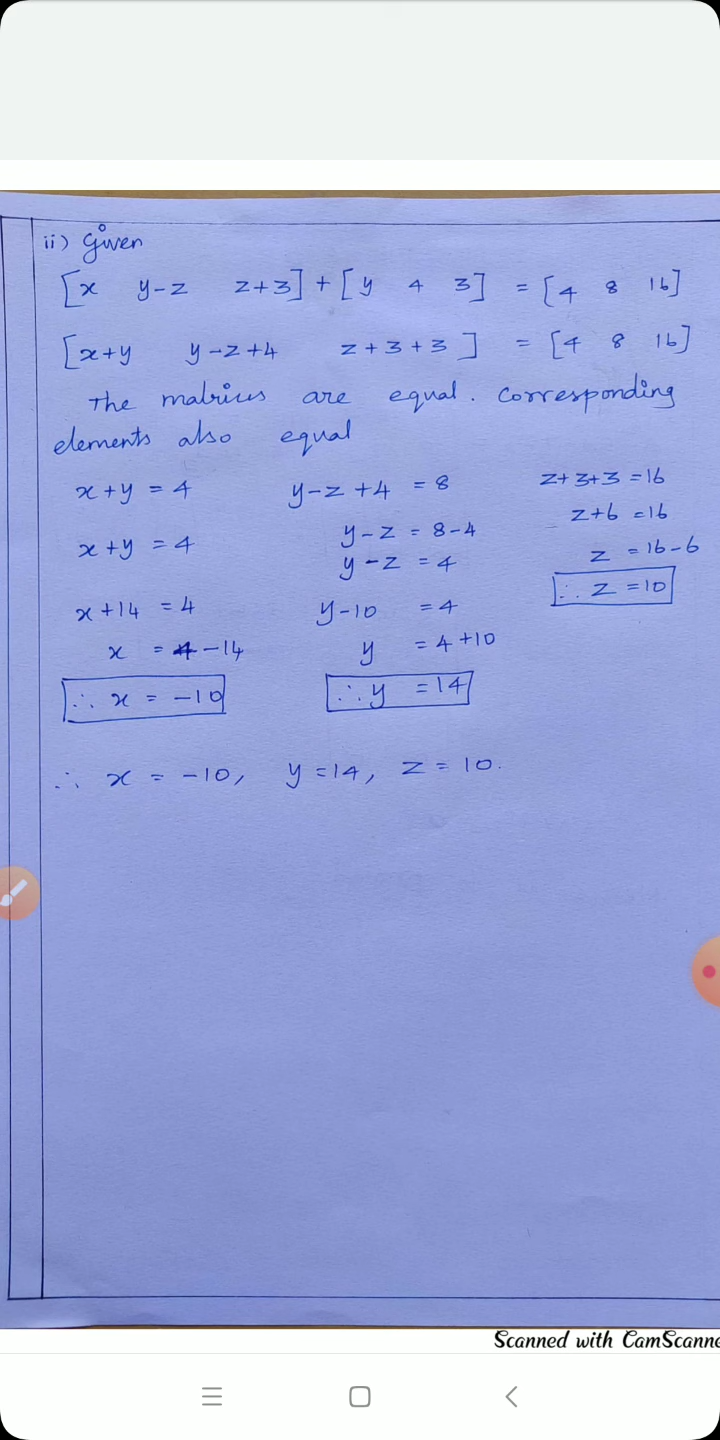 ii) Given
[x y-z z+3] + [y 4 3] = [4 8 16]
[x+y y-z+4 z+3+3] = [4 8 16]
The matrices are equal. Corresponding
elements also equal
x+y = 4 y-z+4 = 8 z+3+3 = 16
z+6 = 16
x+y = 4 y-z = 8-4
y-z = 4 z = 16-6
∴ z = 10
x+14 = 4 y-10 = 4
x = 4-14 y = 4+10
∴ x = -10 ∴ y = 14
∴ x = -10, y = 14, z = 10.
Scanned with CamScanne